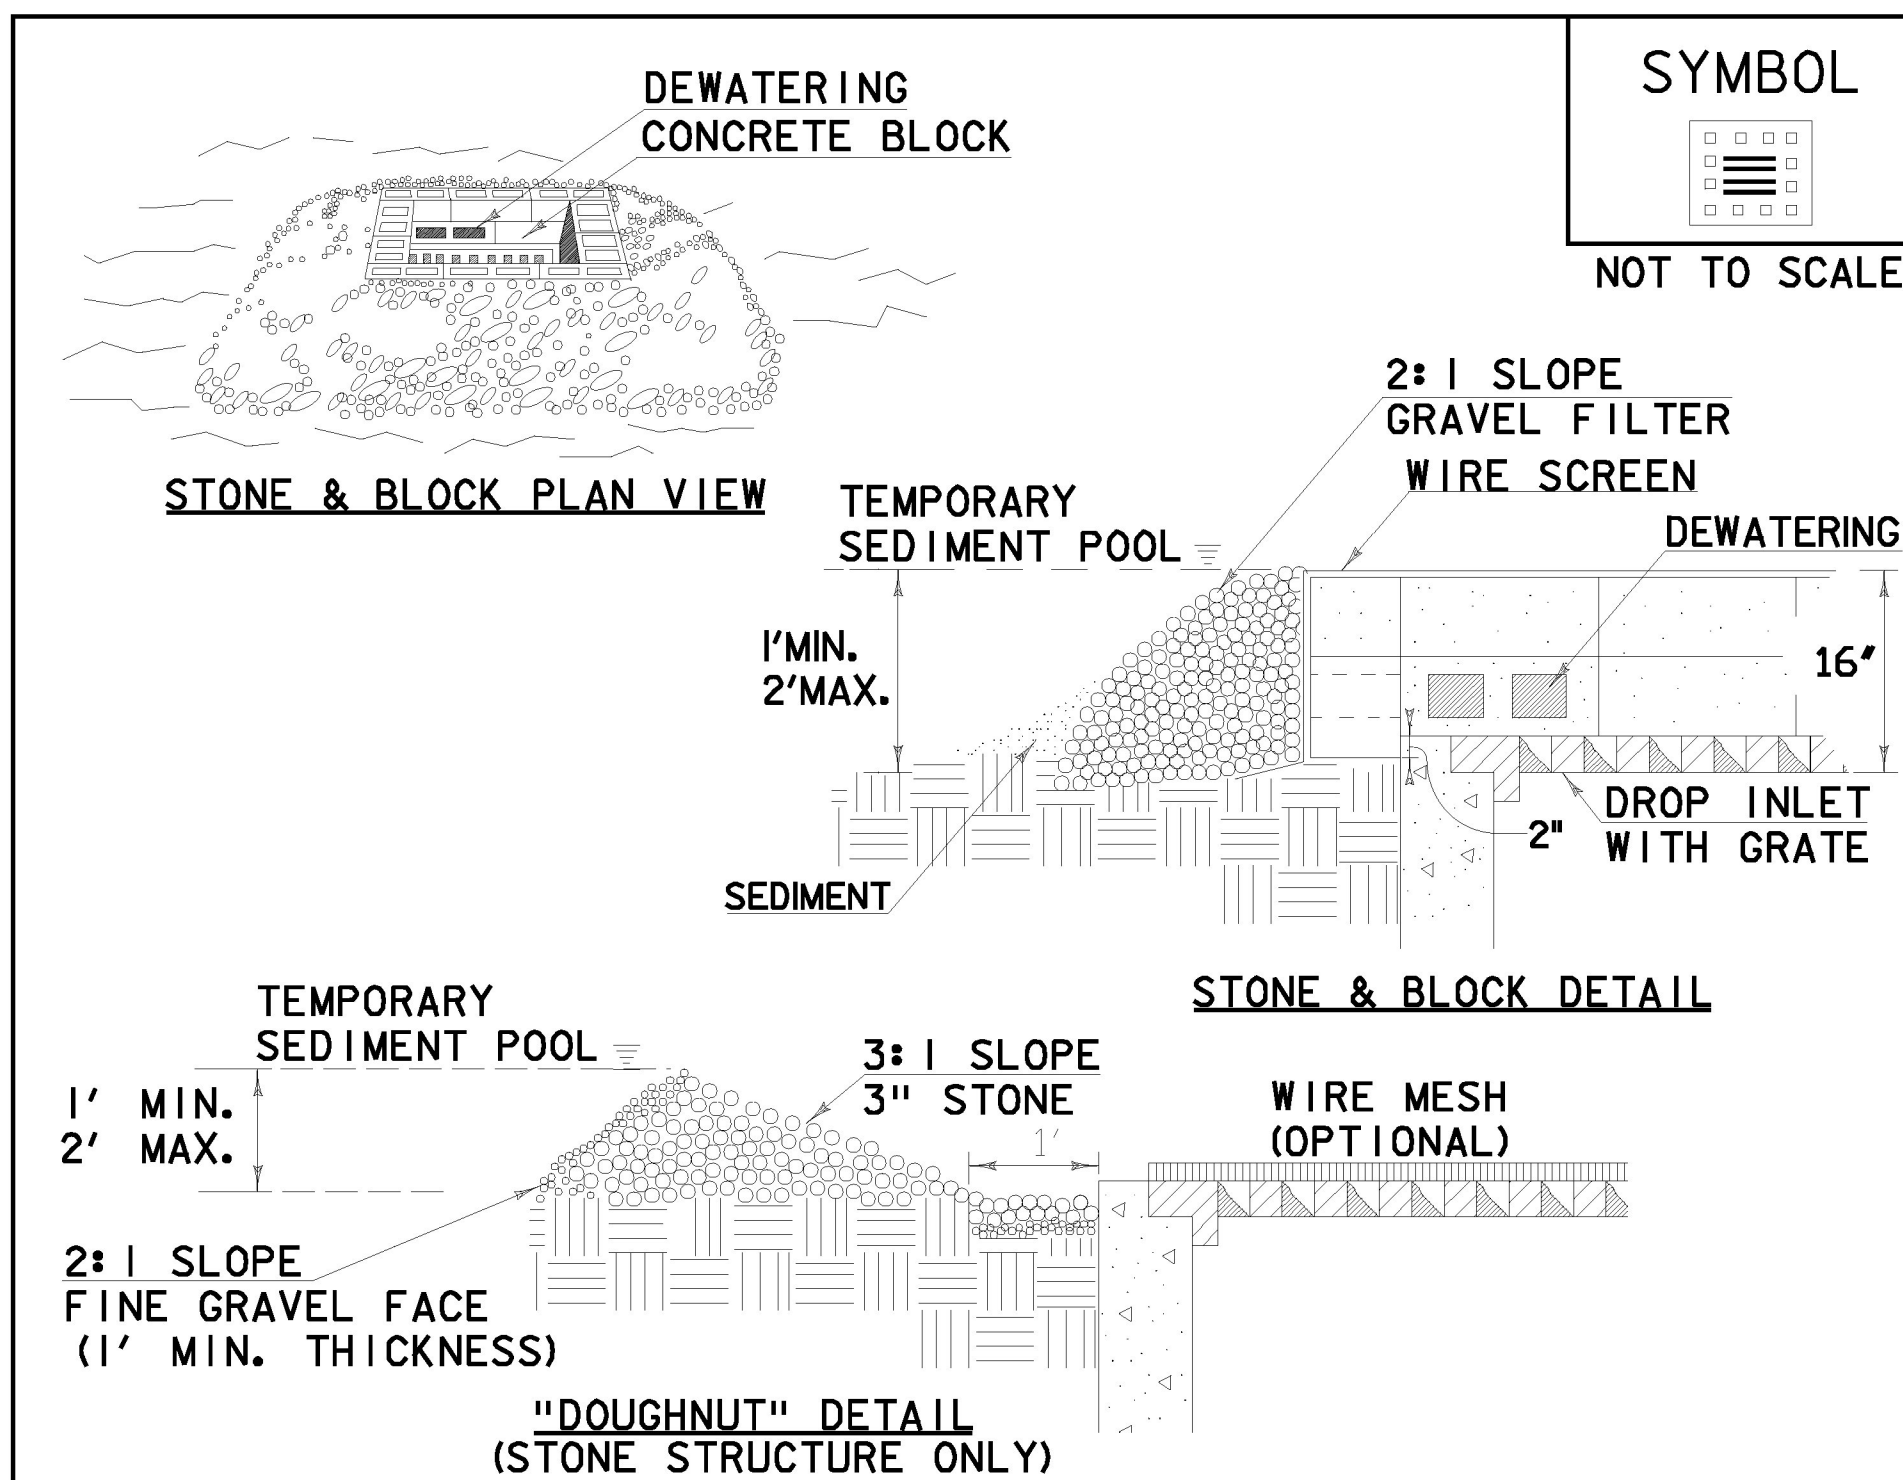 SYMBOL
NOT TO SCALE
DEWATERING
CONCRETE BLOCK
STONE & BLOCK PLAN VIEW
2:1 SLOPE
GRAVEL FILTER
WIRE SCREEN
TEMPORARY
SEDIMENT POOL
DEWATERING
1'MIN.
2'MAX.
16"
DROP INLET
WITH GRATE
2"
SEDIMENT
STONE & BLOCK DETAIL
TEMPORARY
SEDIMENT POOL
3:1 SLOPE
3" STONE
1'
WIRE MESH
(OPTIONAL)
1' MIN.
2' MAX.
2:1 SLOPE
FINE GRAVEL FACE
(1' MIN. THICKNESS)
"DOUGHNUT" DETAIL
(STONE STRUCTURE ONLY)